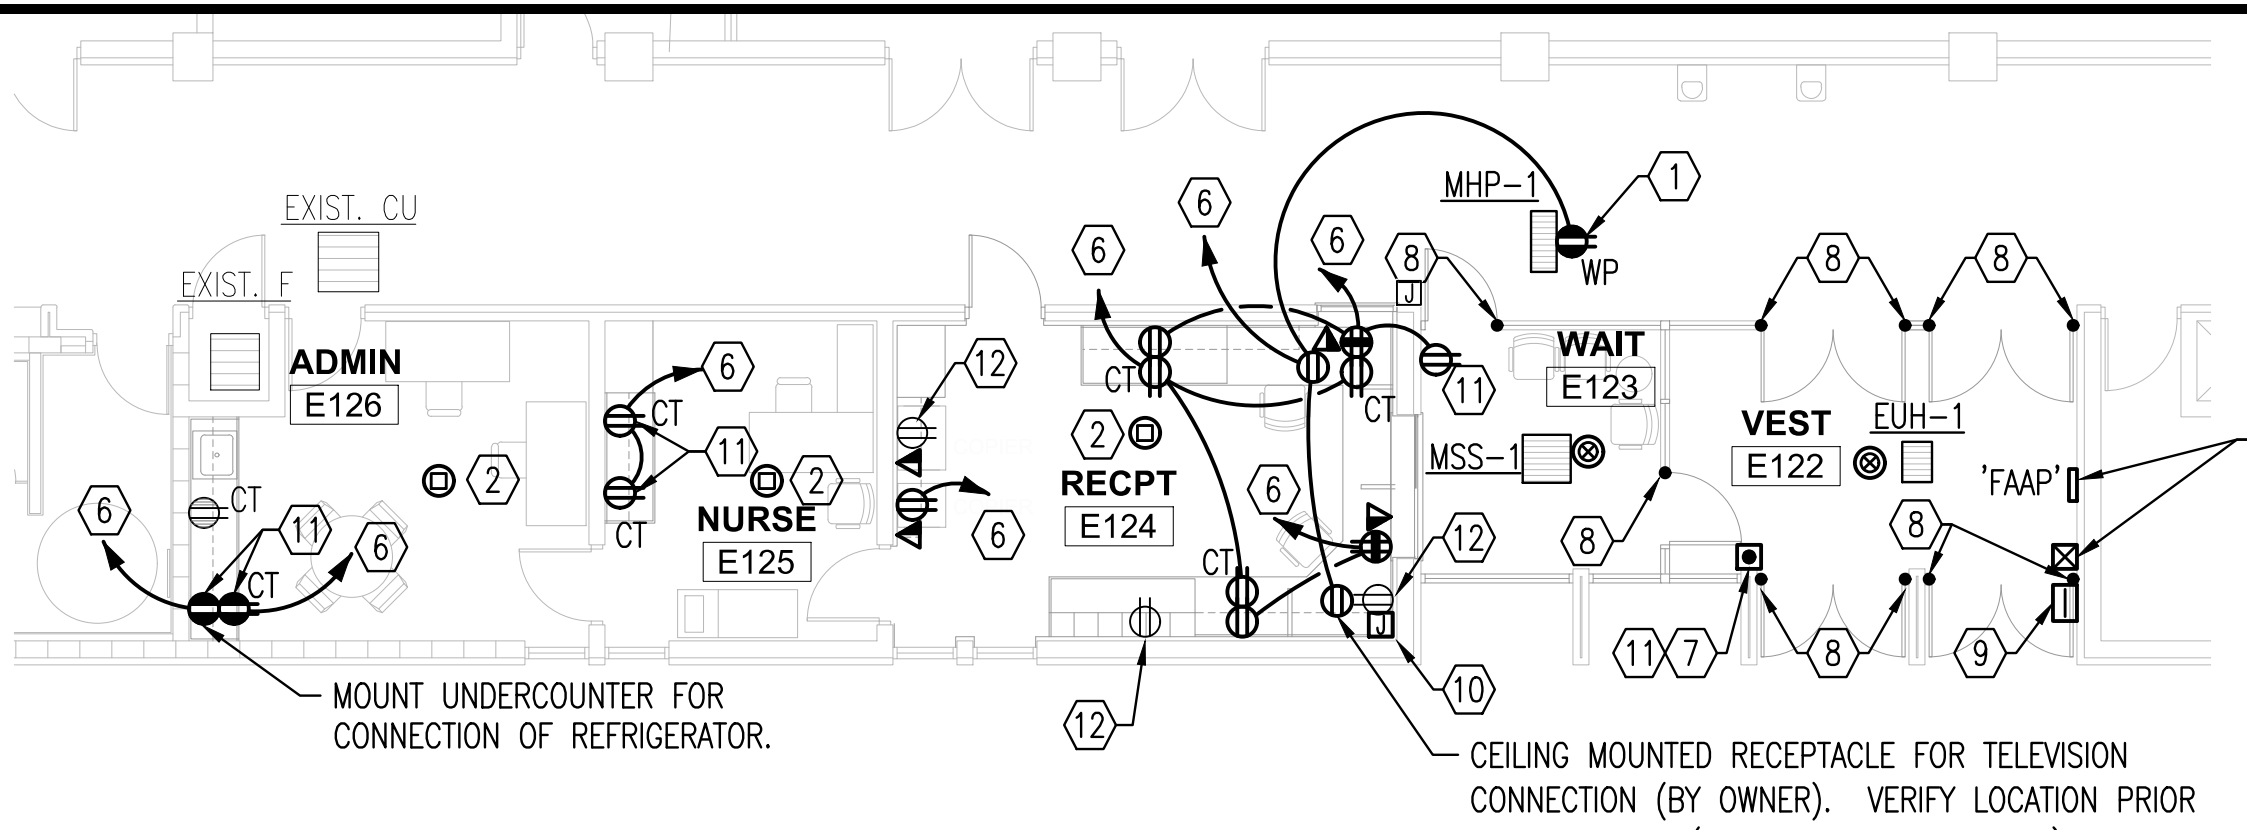 EXIST. CU
EXIST. F
MHP-1
1
WP
6
6
6
8
J
8
8
ADMIN
E126
6
CT
12
CT
CT
11
WAIT
E123
COPIER
2
RECPT
E124
MSS-1
VEST
E122
EUH-1
'FAAP'
2
11
2
CT
NURSE
E125
CT
6
11
6
CT
6
6
CT
12
J
8
8
11
7
8
9
10
12
MOUNT UNDERCOUNTER FOR
CONNECTION OF REFRIGERATOR.
CEILING MOUNTED RECEPTACLE FOR TELEVISION
CONNECTION (BY OWNER). VERIFY LOCATION PRIOR